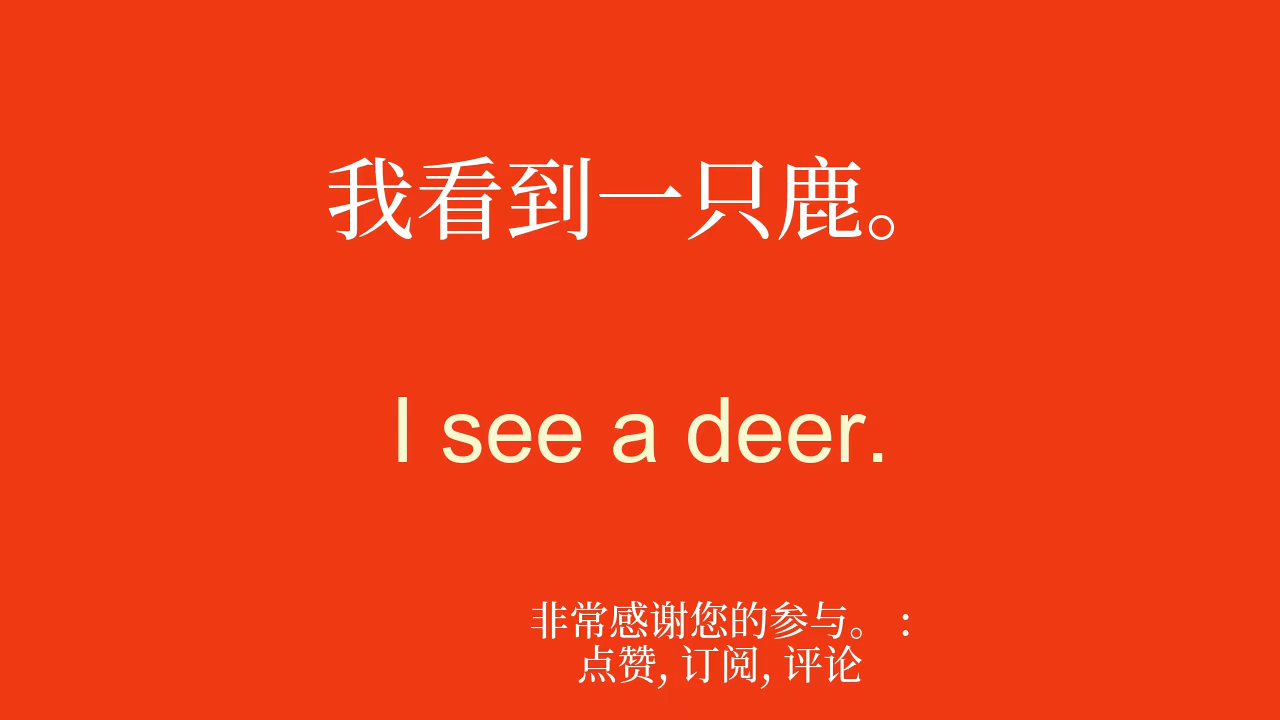 我看到一只鹿。
I see a deer.
非常感谢您的参与。 :
点赞, 订阅, 评论